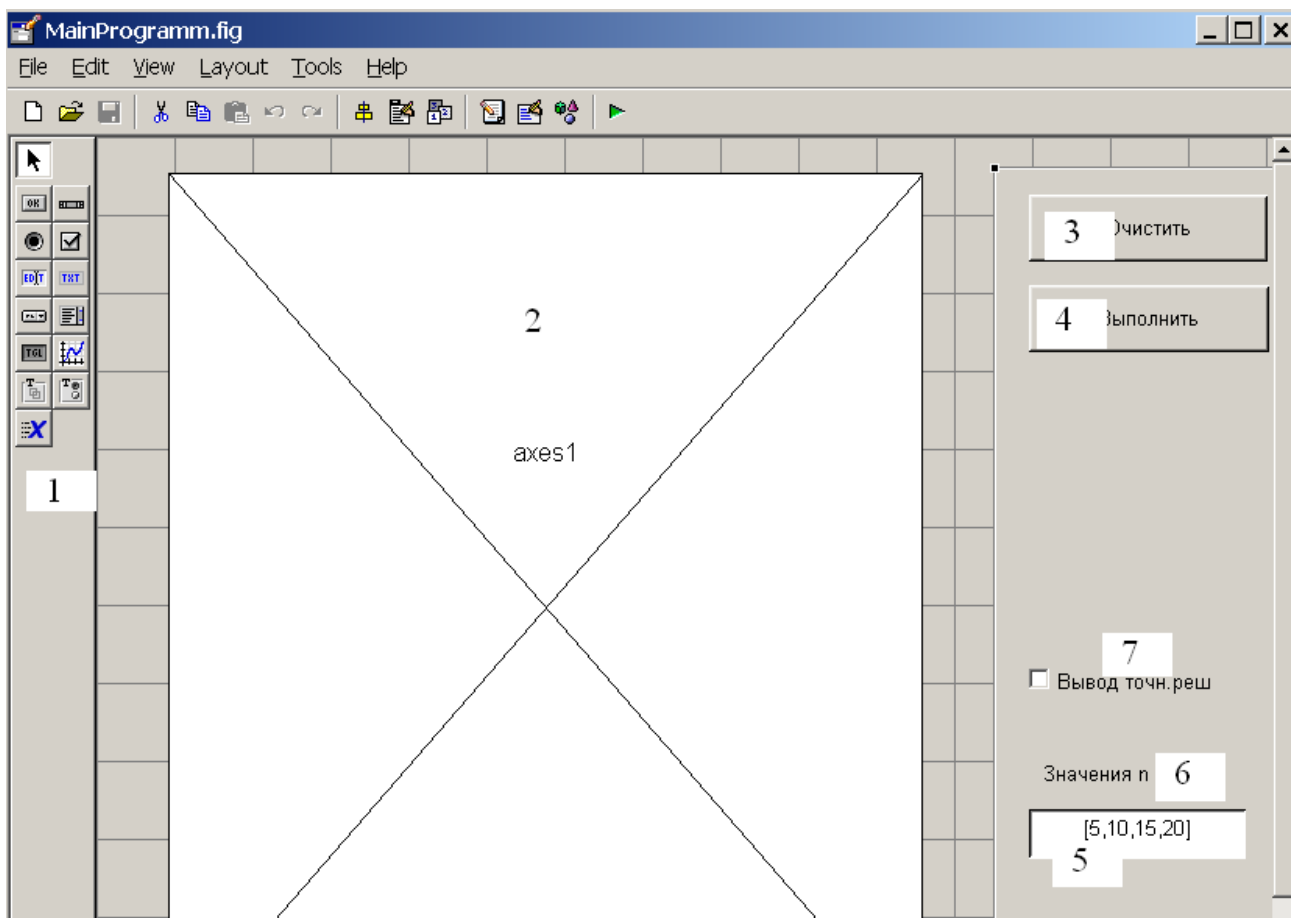 MainProgramm.fig
File Edit View Layout Tools Help
OK
EDIT TXT
TGL
T T
X
1
2
axes1
3 Очистить
4 Выполнить
7
Вывод точн.реш
Значения n 6
[5,10,15,20]
5